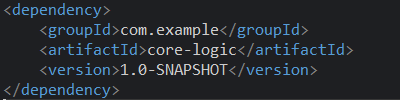 <dependency>
    <groupId>com.example</groupId>
    <artifactId>core-logic</artifactId>
    <version>1.0-SNAPSHOT</version>
</dependency>